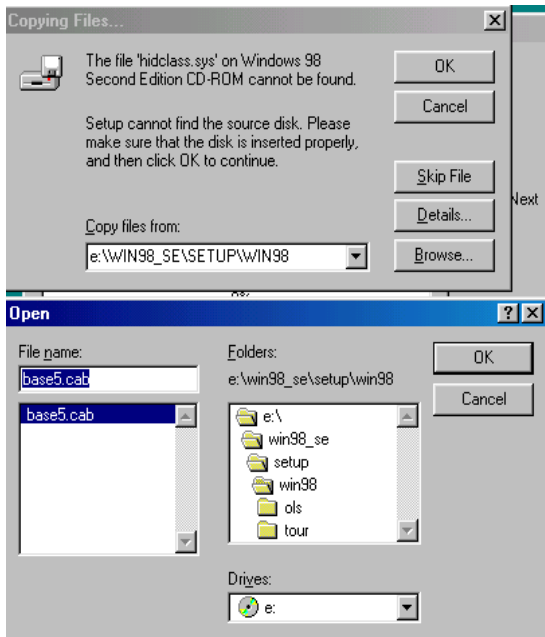 Copying Files...
The file 'hidclass.sys' on Windows 98
Second Edition CD-ROM cannot be found.
Setup cannot find the source disk. Please
make sure that the disk is inserted properly,
and then click OK to continue.
Copy files from:
e:\WIN98_SE\SETUP\WIN98
OK
Cancel
Skip File
Details...
Browse...
Next
0%
Open
File name:
base5.cab
base5.cab
Folders:
e:\win98_se\setup\win98
e:\
win98_se
setup
win98
ols
tour
Drives:
e:
OK
Cancel